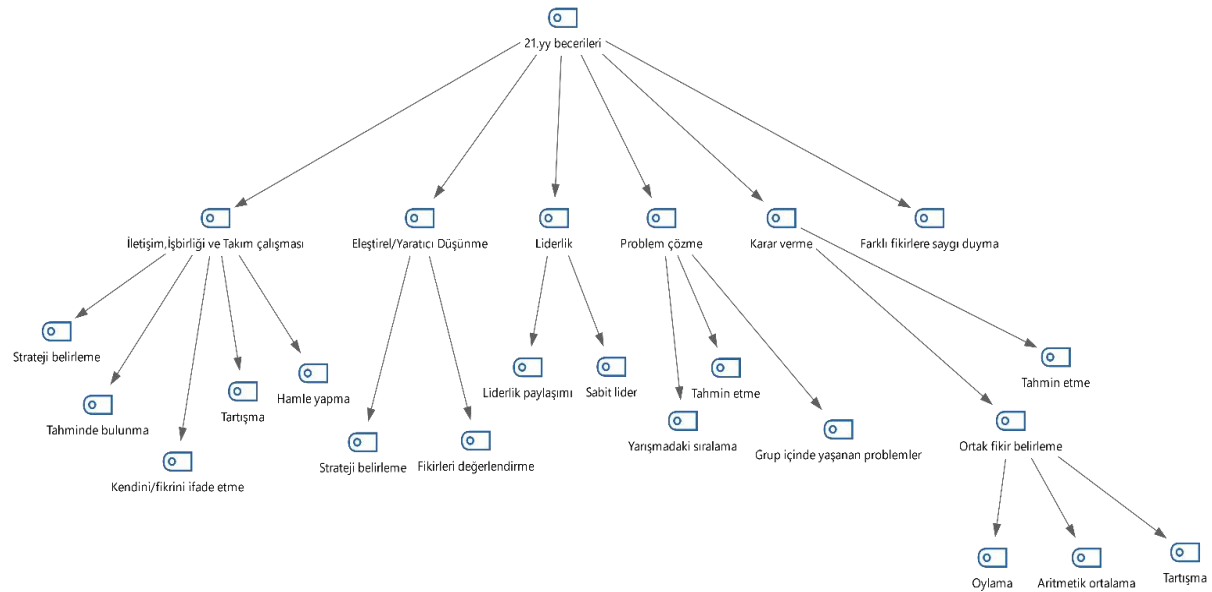 21.yy becerileri
İletişim,İşbirliği ve Takım çalışması
Eleştirel/Yaratıcı Düşünme
Liderlik
Problem çözme
Karar verme
Farklı fikirlere saygı duyma
Strateji belirleme
Tahminde bulunma
Kendini/fikrini ifade etme
Tartışma
Hamle yapma
Strateji belirleme
Fikirleri değerlendirme
Liderlik paylaşımı
Sabit lider
Yarışmadaki sıralama
Tahmin etme
Grup içinde yaşanan problemler
Ortak fikir belirleme
Tahmin etme
Oylama
Aritmetik ortalama
Tartışma